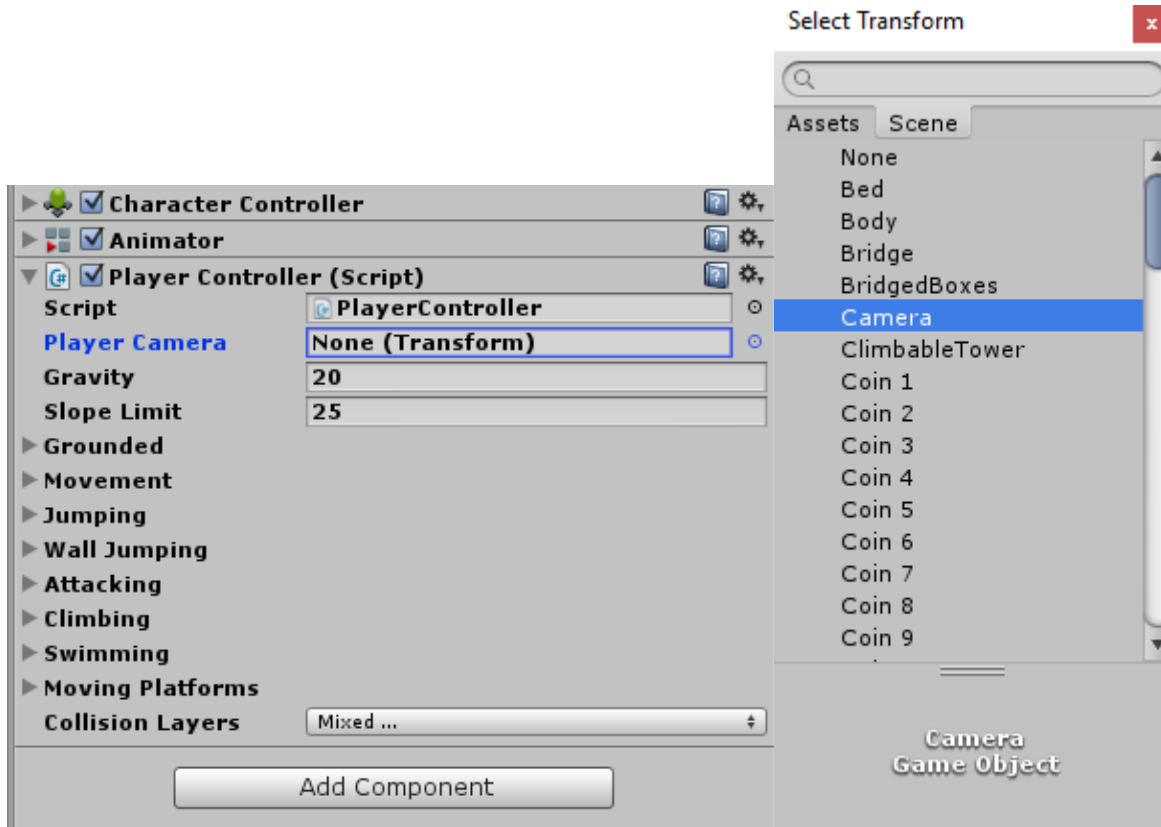 Character Controller
Animator
Player Controller (Script)
Script PlayerController
Player Camera None (Transform)
Gravity 20
Slope Limit 25
Grounded
Movement
Jumping
Wall Jumping
Attacking
Climbing
Swimming
Moving Platforms
Collision Layers Mixed ...
Add Component
Select Transform
x
Assets Scene
None
Bed
Body
Bridge
BridgedBoxes
Camera
ClimbableTower
Coin 1
Coin 2
Coin 3
Coin 4
Coin 5
Coin 6
Coin 7
Coin 8
Coin 9
Camera
Game Object